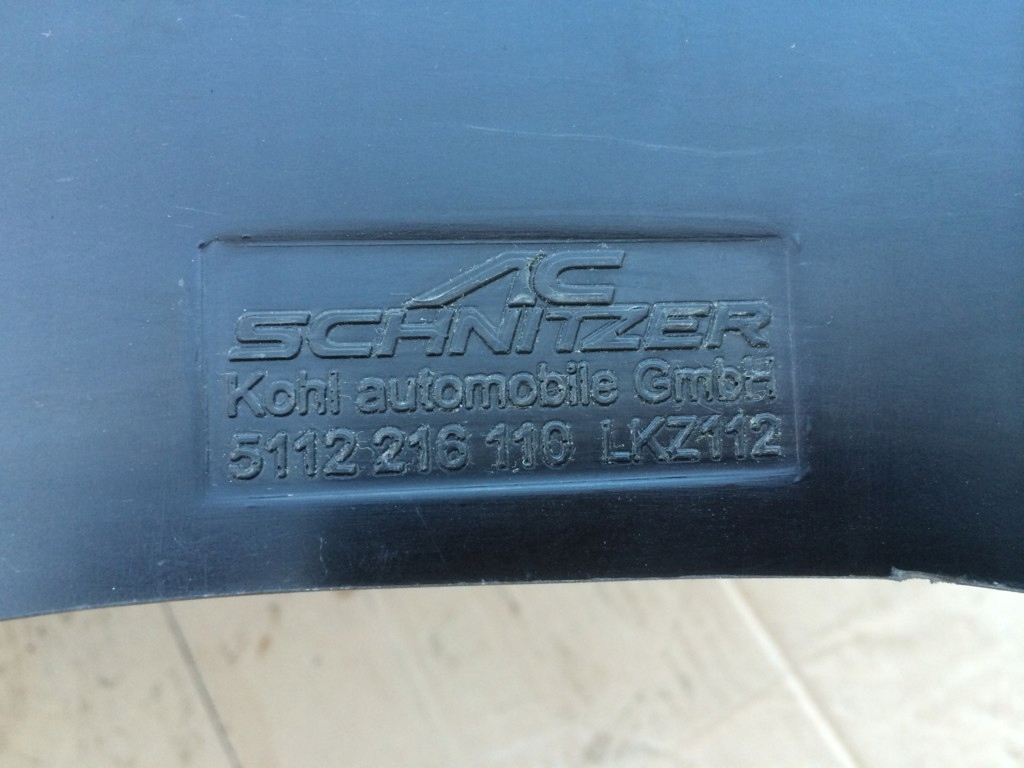 AC
SCHNITZER
Kohl automobile GmbH
5112 216 110 LKZ112